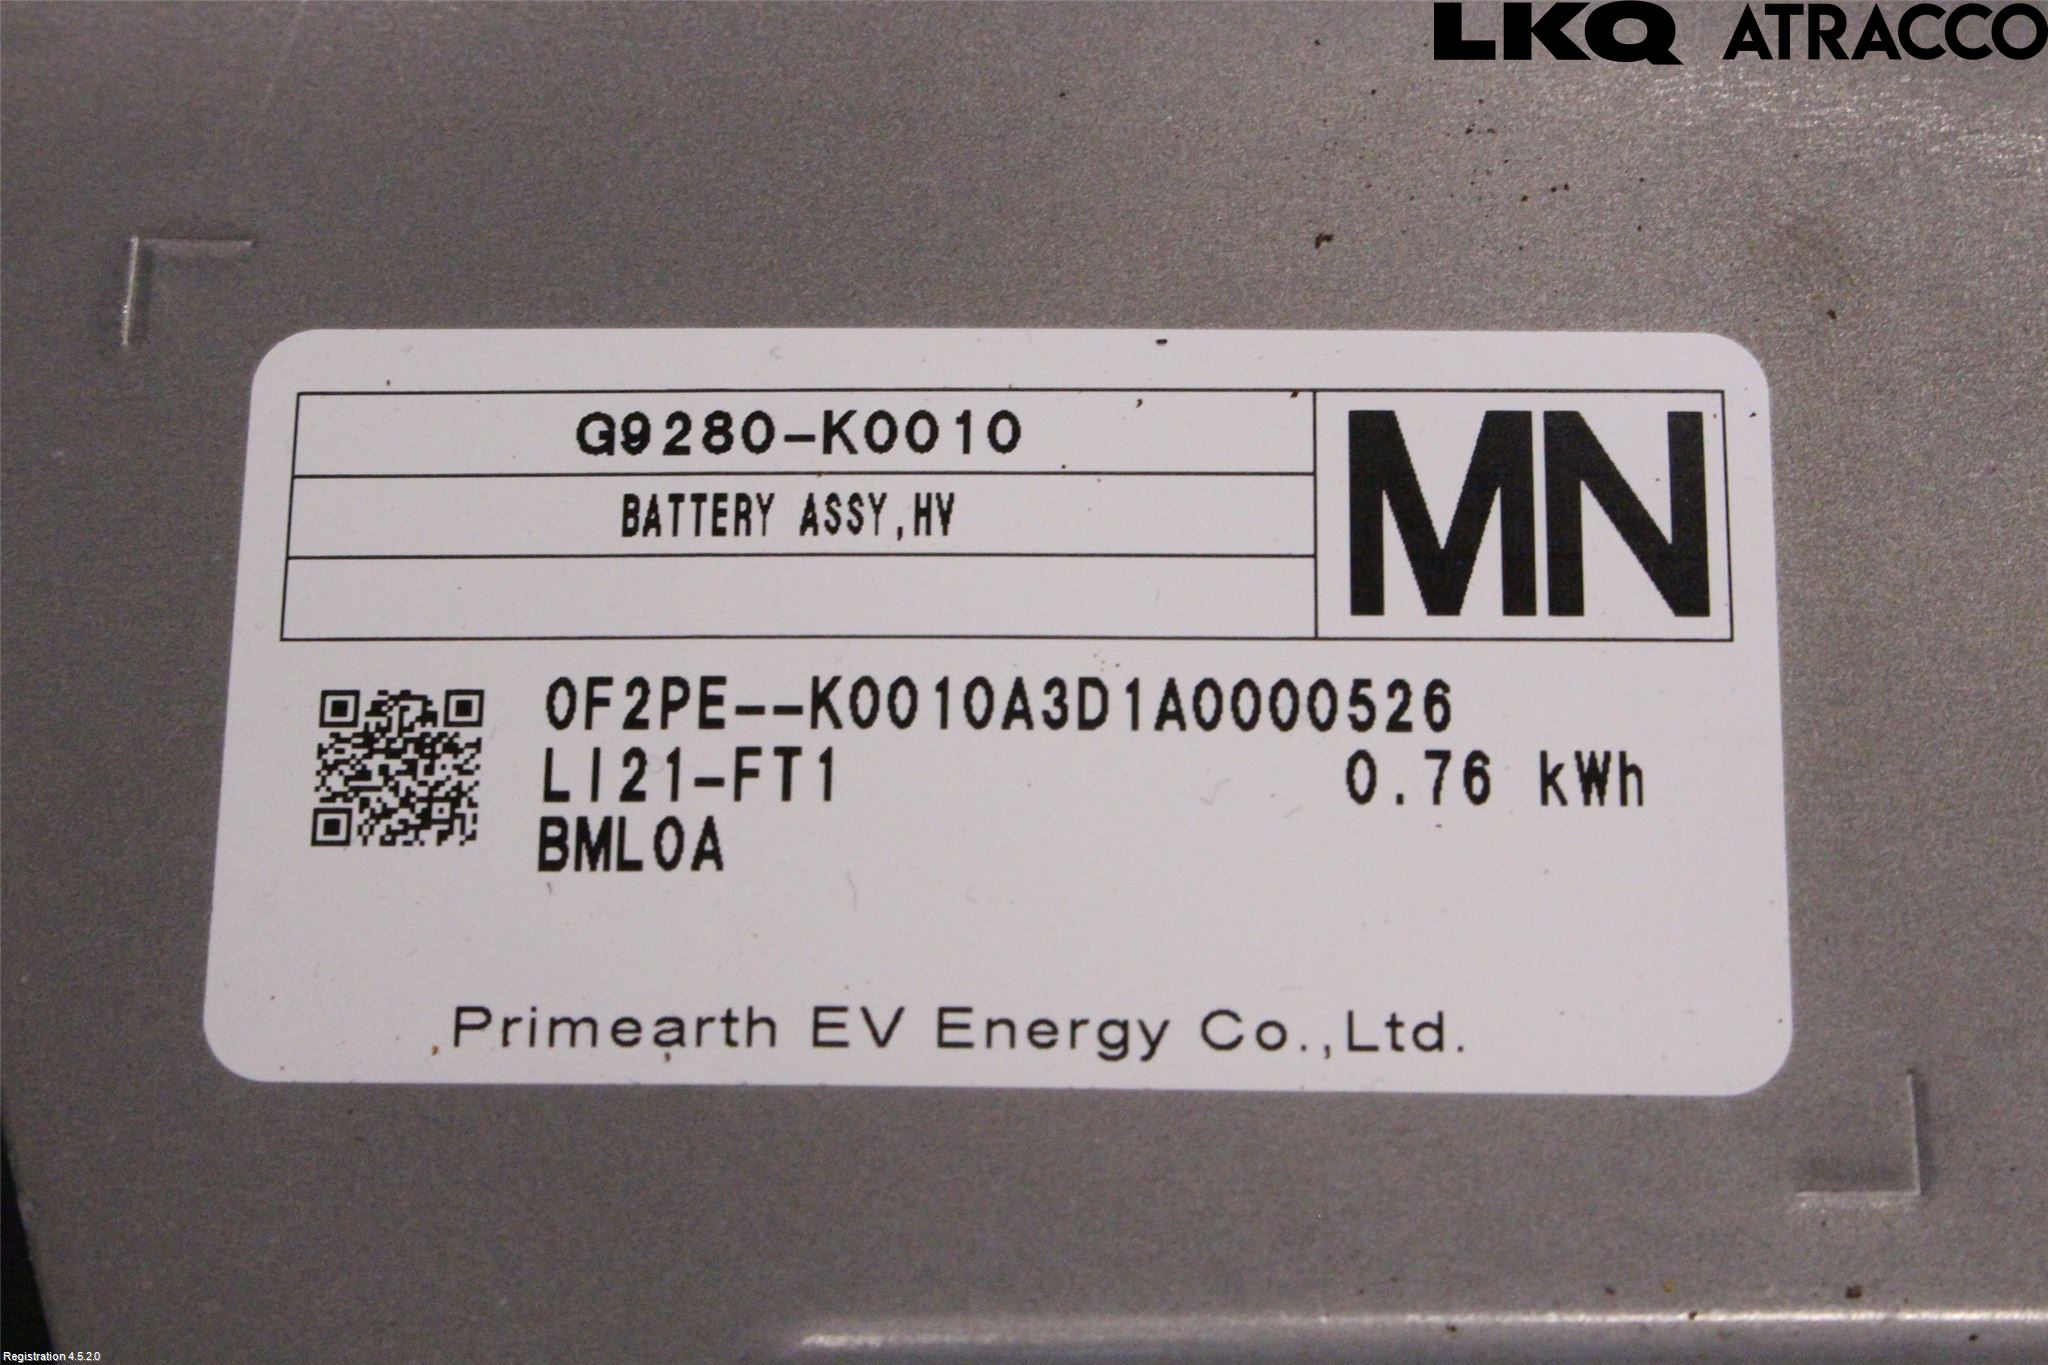 LKQ ATRACCO
G9280-K0010
MN
BATTERY ASSY,HV
0F2PE--K0010A3D1A0000526
LI21-FT1 0.76 kWh
BML0A
Primearth EV Energy Co.,Ltd.
Registration 4.5.2.0